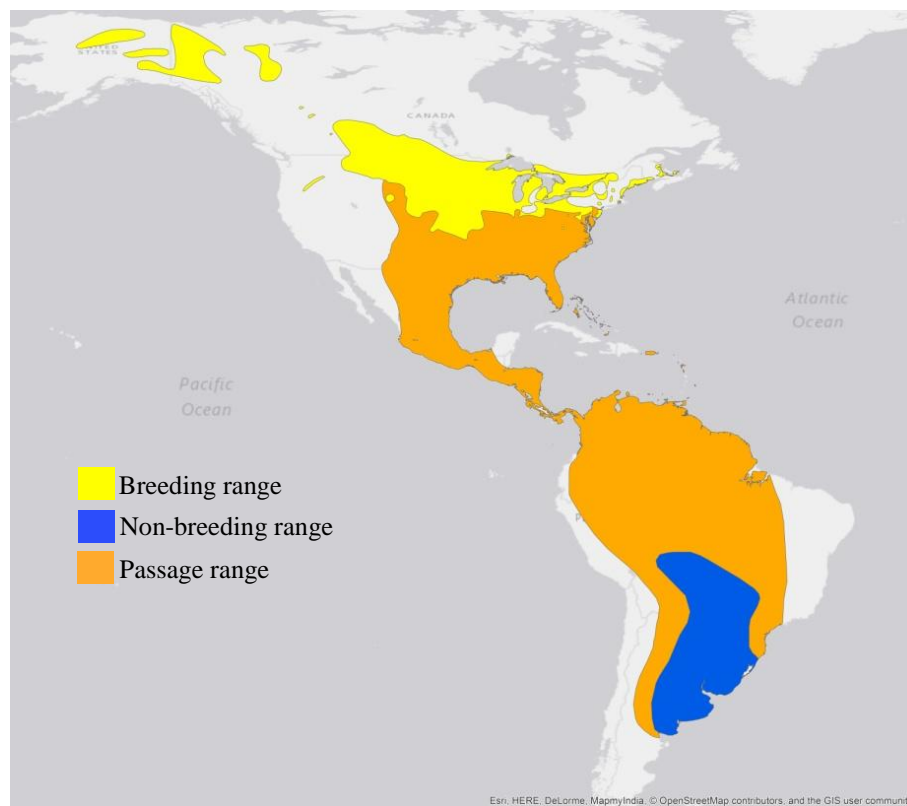 UNITED
STATES
CANADA
Atlantic
Ocean
Pacific
Ocean
Breeding range
Non-breeding range
Passage range
Esri, HERE, DeLorme, MapmyIndia, © OpenStreetMap contributors, and the GIS user communit